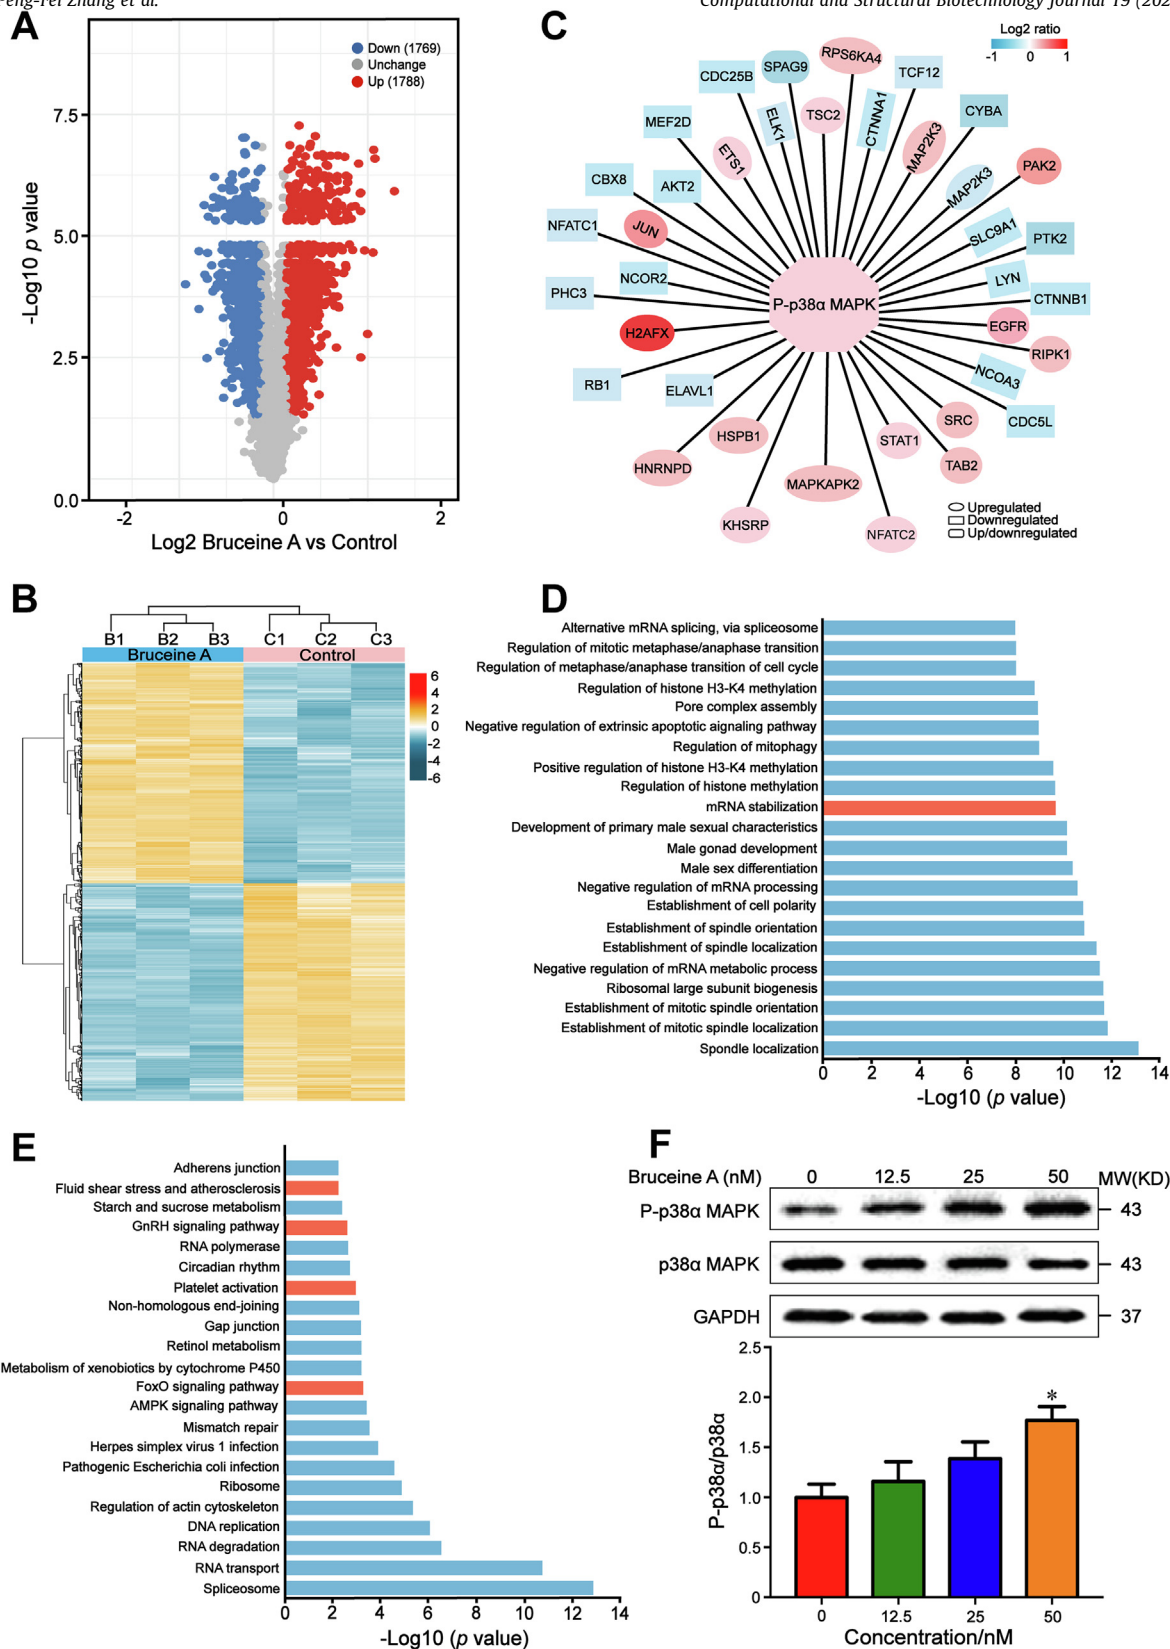 Feng-Fei Zhang et al.
Computational and Structural Biotechnology Journal 19 (202
A
Down (1769)
Unchange
Up (1788)
7.5
5.0
2.5
0.0
-Log10 p value
-2
0
2
Log2 Bruceine A vs Control
C
Log2 ratio
-1
0
1
RPS6KA4
SPAG9
CDC25B
TCF12
MEF2D
ELK1
TSC2
CTNNA1
CYBA
ETS1
MAP2K3
PAK2
CBX8
AKT2
MAP2K3
NFATC1
JUN
SLC9A1
PTK2
PHC3
NCOR2
P-p38α MAPK
LYN
CTNNB1
H2AFX
EGFR
RIPK1
RB1
ELAVL1
NCOA3
CDC5L
HSPB1
STAT1
SRC
HNRNPD
MAPKAPK2
TAB2
KHSRP
NFATC2
Upregulated
Downregulated
Up/downregulated
B
B1
B2
B3
C1
C2
C3
Bruceine A
Control
6
4
2
0
-2
-4
-6
D
Alternative mRNA splicing, via spliceosome
Regulation of mitotic metaphase/anaphase transition
Regulation of metaphase/anaphase transition of cell cycle
Regulation of histone H3-K4 methylation
Pore complex assembly
Negative regulation of extrinsic apoptotic aignaling pathway
Regulation of mitophagy
Positive regulation of histone H3-K4 methylation
Regulation of histone methylation
mRNA stabilization
Development of primary male sexual characteristics
Male gonad development
Male sex differentiation
Negative regulation of mRNA processing
Establishment of cell polarity
Establishment of spindle orientation
Establishment of spindle localization
Negative regulation of mRNA metabolic process
Ribosomal large subunit biogenesis
Establishment of mitotic spindle orientation
Establishment of mitotic spindle localization
Spondle localization
0 2 4 6 8 10 12 14
-Log10 (p value)
E
Adherens junction
Fluid shear stress and atherosclerosis
Starch and sucrose metabolism
GnRH signaling pathway
RNA polymerase
Circadian rhythm
Platelet activation
Non-homologous end-joining
Gap junction
Retinol metabolism
Metabolism of xenobiotics by cytochrome P450
FoxO signaling pathway
AMPK signaling pathway
Mismatch repair
Herpes simplex virus 1 infection
Pathogenic Escherichia coli infection
Ribosome
Regulation of actin cytoskeleton
DNA replication
RNA degradation
RNA transport
Spliceosome
0 2 4 6 8 10 12 14
-Log10 (p value)
F
Bruceine A (nM) 0 12.5 25 50 MW(KD)
P-p38α MAPK 43
p38α MAPK 43
GAPDH 37
2.5
2.0
1.5
1.0
0.5
0
P-p38α/p38α
*
0 12.5 25 50
Concentration/nM